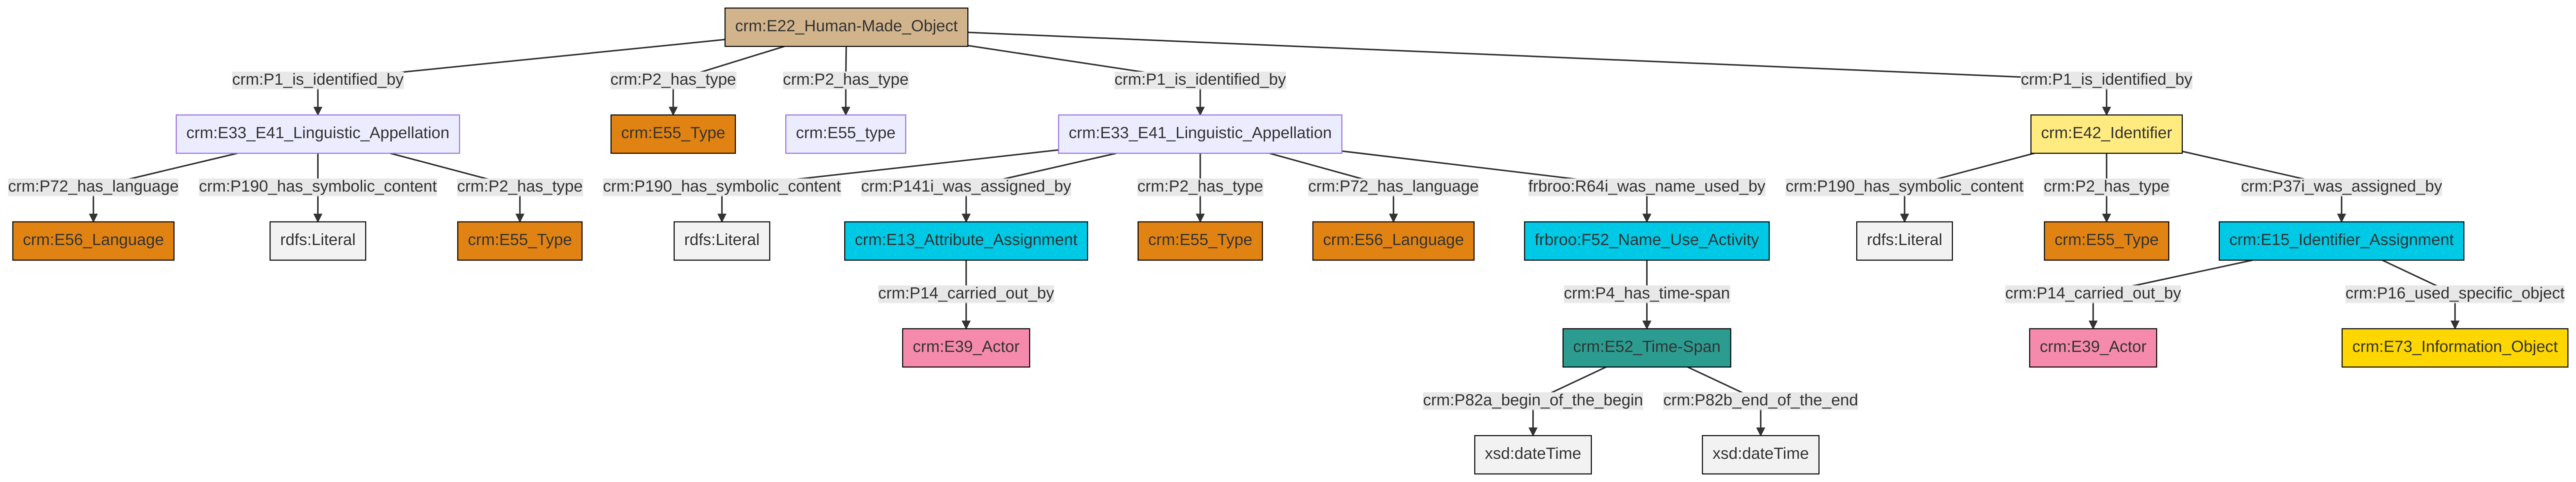 crm:E22_Human-Made_Object
crm:P1_is_identified_by
crm:P2_has_type
crm:P2_has_type
crm:P1_is_identified_by
crm:P1_is_identified_by
crm:E33_E41_Linguistic_Appellation
crm:E55_Type
crm:E55_type
crm:E33_E41_Linguistic_Appellation
crm:E42_Identifier
crm:P72_has_language
crm:P190_has_symbolic_content
crm:P2_has_type
crm:P190_has_symbolic_content
crm:P141i_was_assigned_by
crm:P2_has_type
crm:P72_has_language
frbroo:R64i_was_name_used_by
crm:P190_has_symbolic_content
crm:P2_has_type
crm:P37i_was_assigned_by
crm:E56_Language
rdfs:Literal
crm:E55_Type
rdfs:Literal
crm:E13_Attribute_Assignment
crm:E55_Type
crm:E56_Language
frbroo:F52_Name_Use_Activity
rdfs:Literal
crm:E55_Type
crm:E15_Identifier_Assignment
crm:P14_carried_out_by
crm:P4_has_time-span
crm:P14_carried_out_by
crm:P16_used_specific_object
crm:E39_Actor
crm:E52_Time-Span
crm:E39_Actor
crm:E73_Information_Object
crm:P82a_begin_of_the_begin
crm:P82b_end_of_the_end
xsd:dateTime
xsd:dateTime